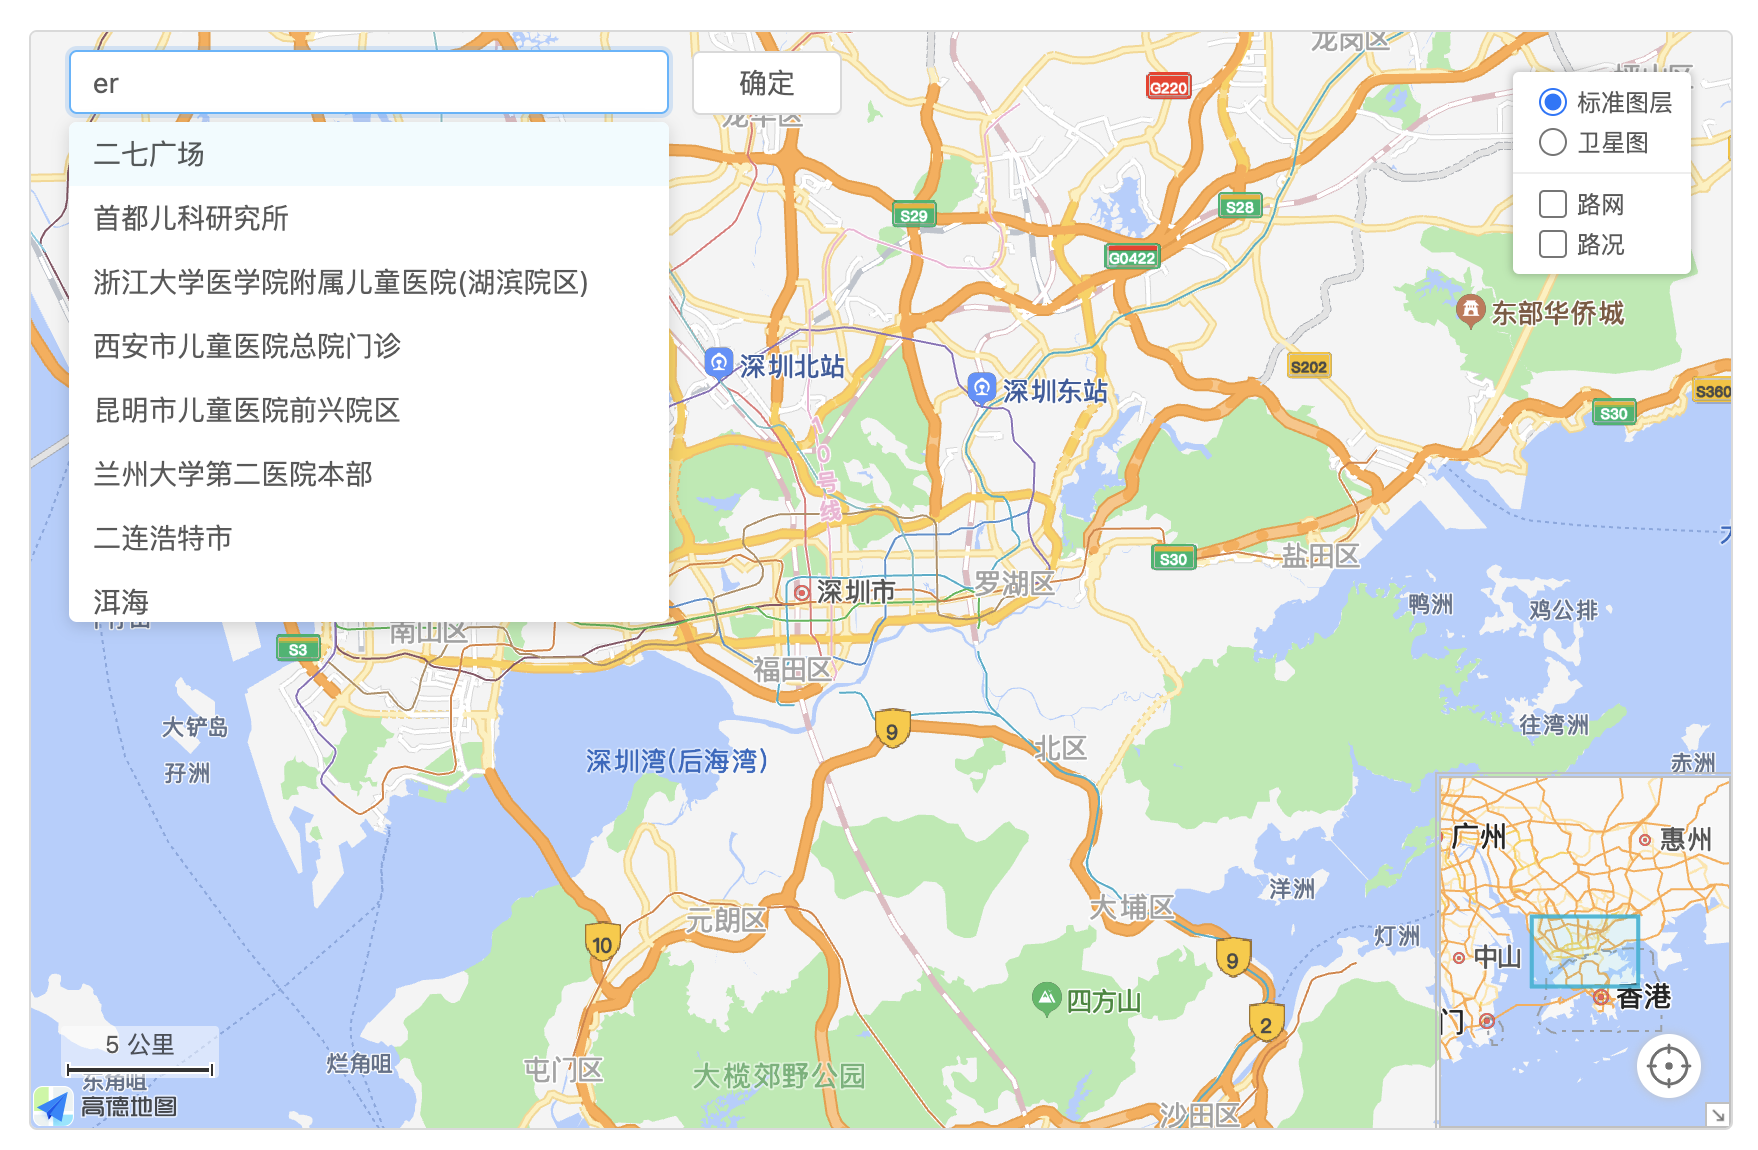 er
确定
二七广场
首都儿科研究所
浙江大学医学院附属儿童医院(湖滨院区)
西安市儿童医院总院门诊
昆明市儿童医院前兴院区
兰州大学第二医院本部
二连浩特市
洱海
标准图层
卫星图
路网
路况
龙岗区
G220
S29
S28
G0422
东部华侨城
深圳北站
深圳东站
S202
S360
S30
10号线
S30
盐田区
罗湖区
深圳市
鸭洲
鸡公排
南山区
S3
福田区
大铲岛
往湾洲
9
北区
深圳湾(后海湾)
孖洲
赤洲
广州
惠州
洋洲
元朗区
大埔区
灯洲
10
9
中山
四方山
香港
2
门
5 公里
烂角咀
屯门区
大榄郊野公园
东角咀
高德地图
沙田区